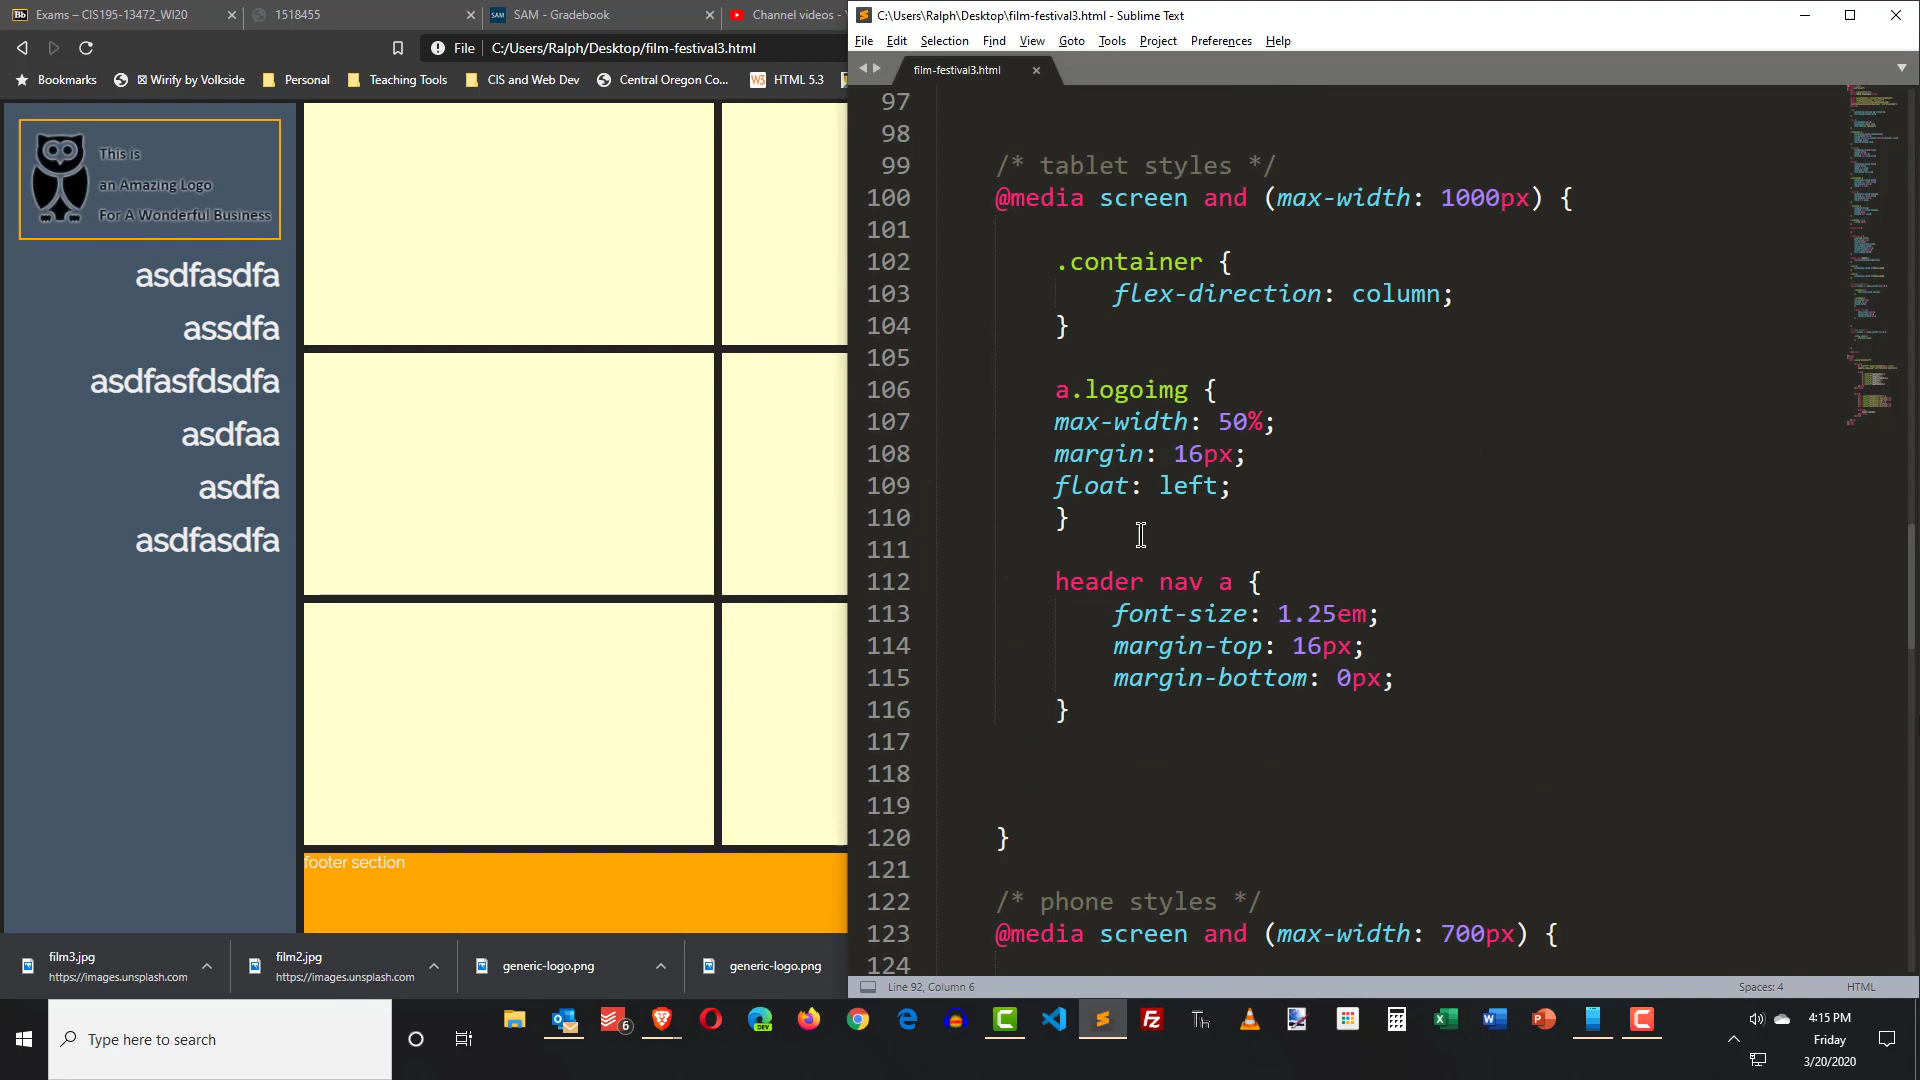 Exams – CIS195-13472_WI20
1518455
SAM - Gradebook
Channel videos - Y
C:\Users\Ralph\Desktop\film-festival3.html - Sublime Text
File Edit Selection Find View Goto Tools Project Preferences Help
File C:/Users/Ralph/Desktop/film-festival3.html
film-festival3.html
Bookmarks
Wirify by Volkside
Personal
Teaching Tools
CIS and Web Dev
Central Oregon Co...
HTML 5.3
This is
an Amazing Logo
For A Wonderful Business
asdfasdfa
assdfa
asdfasfdsdfa
asdfaa
asdfa
asdfasdfa
footer section
97
98
99 /* tablet styles */
100 @media screen and (max-width: 1000px) {
101
102 .container {
103 flex-direction: column;
104 }
105
106 a.logoimg {
107 max-width: 50%;
108 margin: 16px;
109 float: left;
110 }
111
112 header nav a {
113 font-size: 1.25em;
114 margin-top: 16px;
115 margin-bottom: 0px;
116 }
117
118
119
120 }
121
122 /* phone styles */
123 @media screen and (max-width: 700px) {
124
film3.jpg
https://images.unsplash.com
film2.jpg
https://images.unsplash.com
generic-logo.png
generic-logo.png
Line 92, Column 6
Spaces: 4
HTML
Type here to search
6
4:15 PM
Friday
3/20/2020